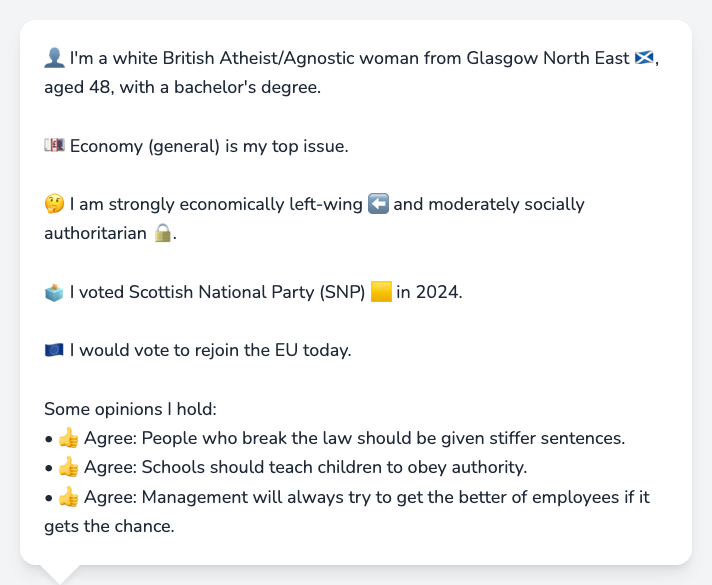 👤 I'm a white British Atheist/Agnostic woman from Glasgow North East 🏴󠁧󠁢󠁳󠁣󠁴󠁿,
aged 48, with a bachelor's degree.
💷 Economy (general) is my top issue.
🤔 I am strongly economically left-wing ⬅️ and moderately socially
authoritarian 🔒.
🗳️ I voted Scottish National Party (SNP) 🟨 in 2024.
🇪🇺 I would vote to rejoin the EU today.
Some opinions I hold:
• 👍 Agree: People who break the law should be given stiffer sentences.
• 👍 Agree: Schools should teach children to obey authority.
• 👍 Agree: Management will always try to get the better of employees if it
gets the chance.